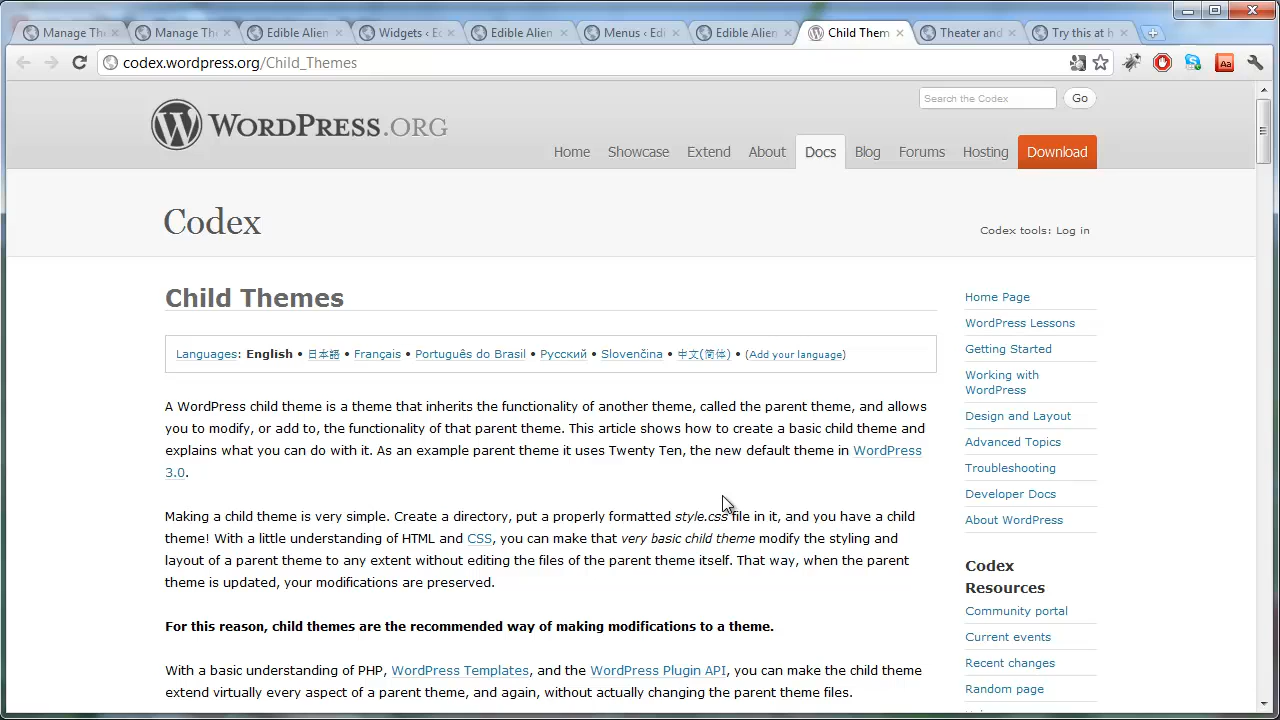 Manage Th
Manage Th
Edible Alien
Widgets ‹ E
Edible Alien
Menus ‹ Edi
Edible Alien
Child Them
Theater and
Try this at h
codex.wordpress.org/Child_Themes
Aa
Search the Codex
Go
WORDPRESS.ORG
Home
Showcase
Extend
About
Docs
Blog
Forums
Hosting
Download
Codex
Codex tools: Log in
Child Themes
Languages: English • 日本語 • Français • Português do Brasil • Русский • Slovenčina • 中文(简体) • (Add your language)
A WordPress child theme is a theme that inherits the functionality of another theme, called the parent theme, and allows
you to modify, or add to, the functionality of that parent theme. This article shows how to create a basic child theme and
explains what you can do with it. As an example parent theme it uses Twenty Ten, the new default theme in WordPress
3.0.
Making a child theme is very simple. Create a directory, put a properly formatted style.css file in it, and you have a child
theme! With a little understanding of HTML and CSS, you can make that very basic child theme modify the styling and
layout of a parent theme to any extent without editing the files of the parent theme itself. That way, when the parent
theme is updated, your modifications are preserved.
For this reason, child themes are the recommended way of making modifications to a theme.
With a basic understanding of PHP, WordPress Templates, and the WordPress Plugin API, you can make the child theme
extend virtually every aspect of a parent theme, and again, without actually changing the parent theme files.
Home Page
WordPress Lessons
Getting Started
Working with
WordPress
Design and Layout
Advanced Topics
Troubleshooting
Developer Docs
About WordPress
Codex
Resources
Community portal
Current events
Recent changes
Random page